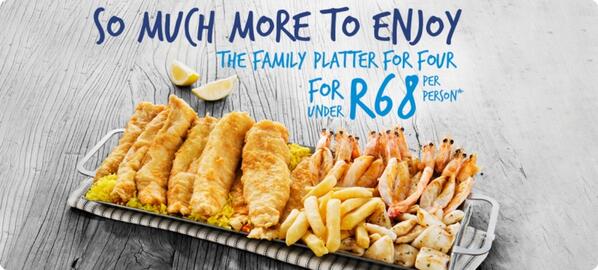 SO MUCH MORE TO ENJOY
THE FAMILY PLATTER FOR FOUR
FOR UNDER R68 PER PERSON*